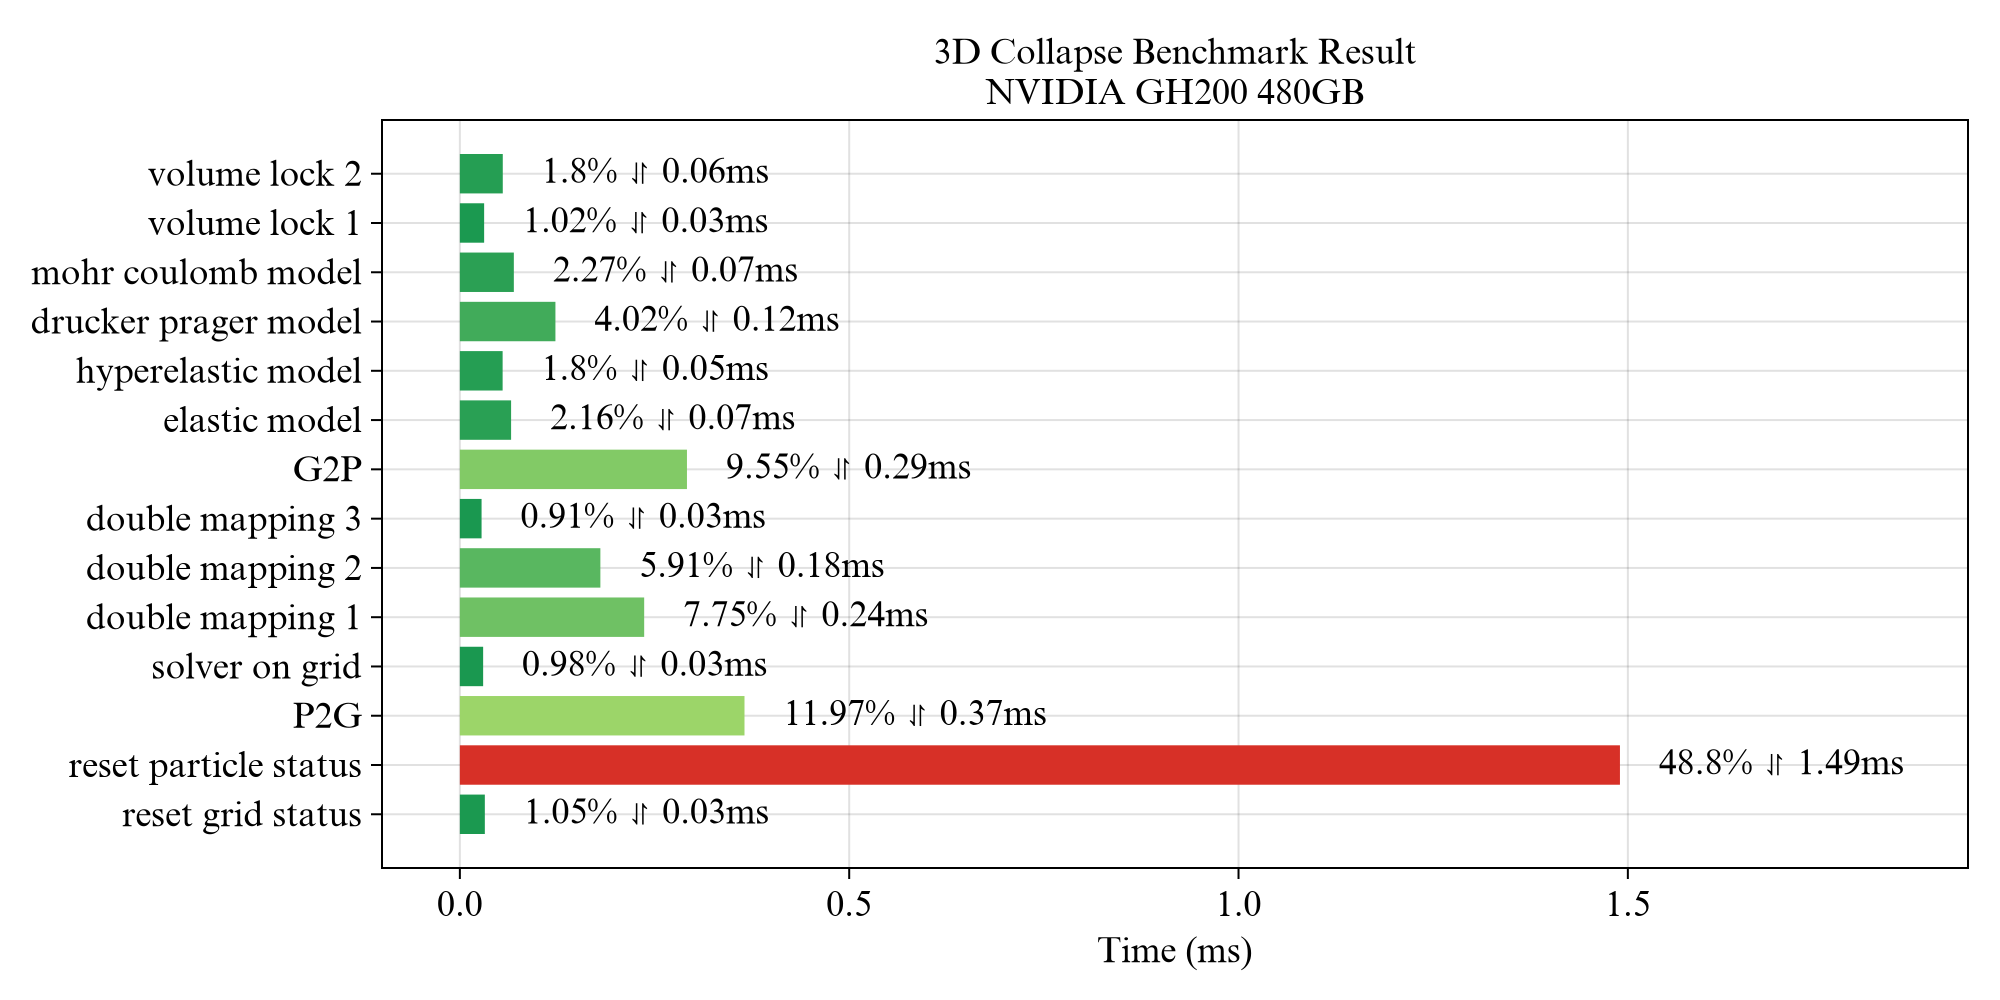 3D Collapse Benchmark Result
NVIDIA GH200 480GB
volume lock 2 1.8% ⥯ 0.06ms
volume lock 1 1.02% ⥯ 0.03ms
mohr coulomb model 2.27% ⥯ 0.07ms
drucker prager model 4.02% ⥯ 0.12ms
hyperelastic model 1.8% ⥯ 0.05ms
elastic model 2.16% ⥯ 0.07ms
G2P 9.55% ⥯ 0.29ms
double mapping 3 0.91% ⥯ 0.03ms
double mapping 2 5.91% ⥯ 0.18ms
double mapping 1 7.75% ⥯ 0.24ms
solver on grid 0.98% ⥯ 0.03ms
P2G 11.97% ⥯ 0.37ms
reset particle status 48.8% ⥯ 1.49ms
reset grid status 1.05% ⥯ 0.03ms
0.0 0.5 1.0 1.5
Time (ms)